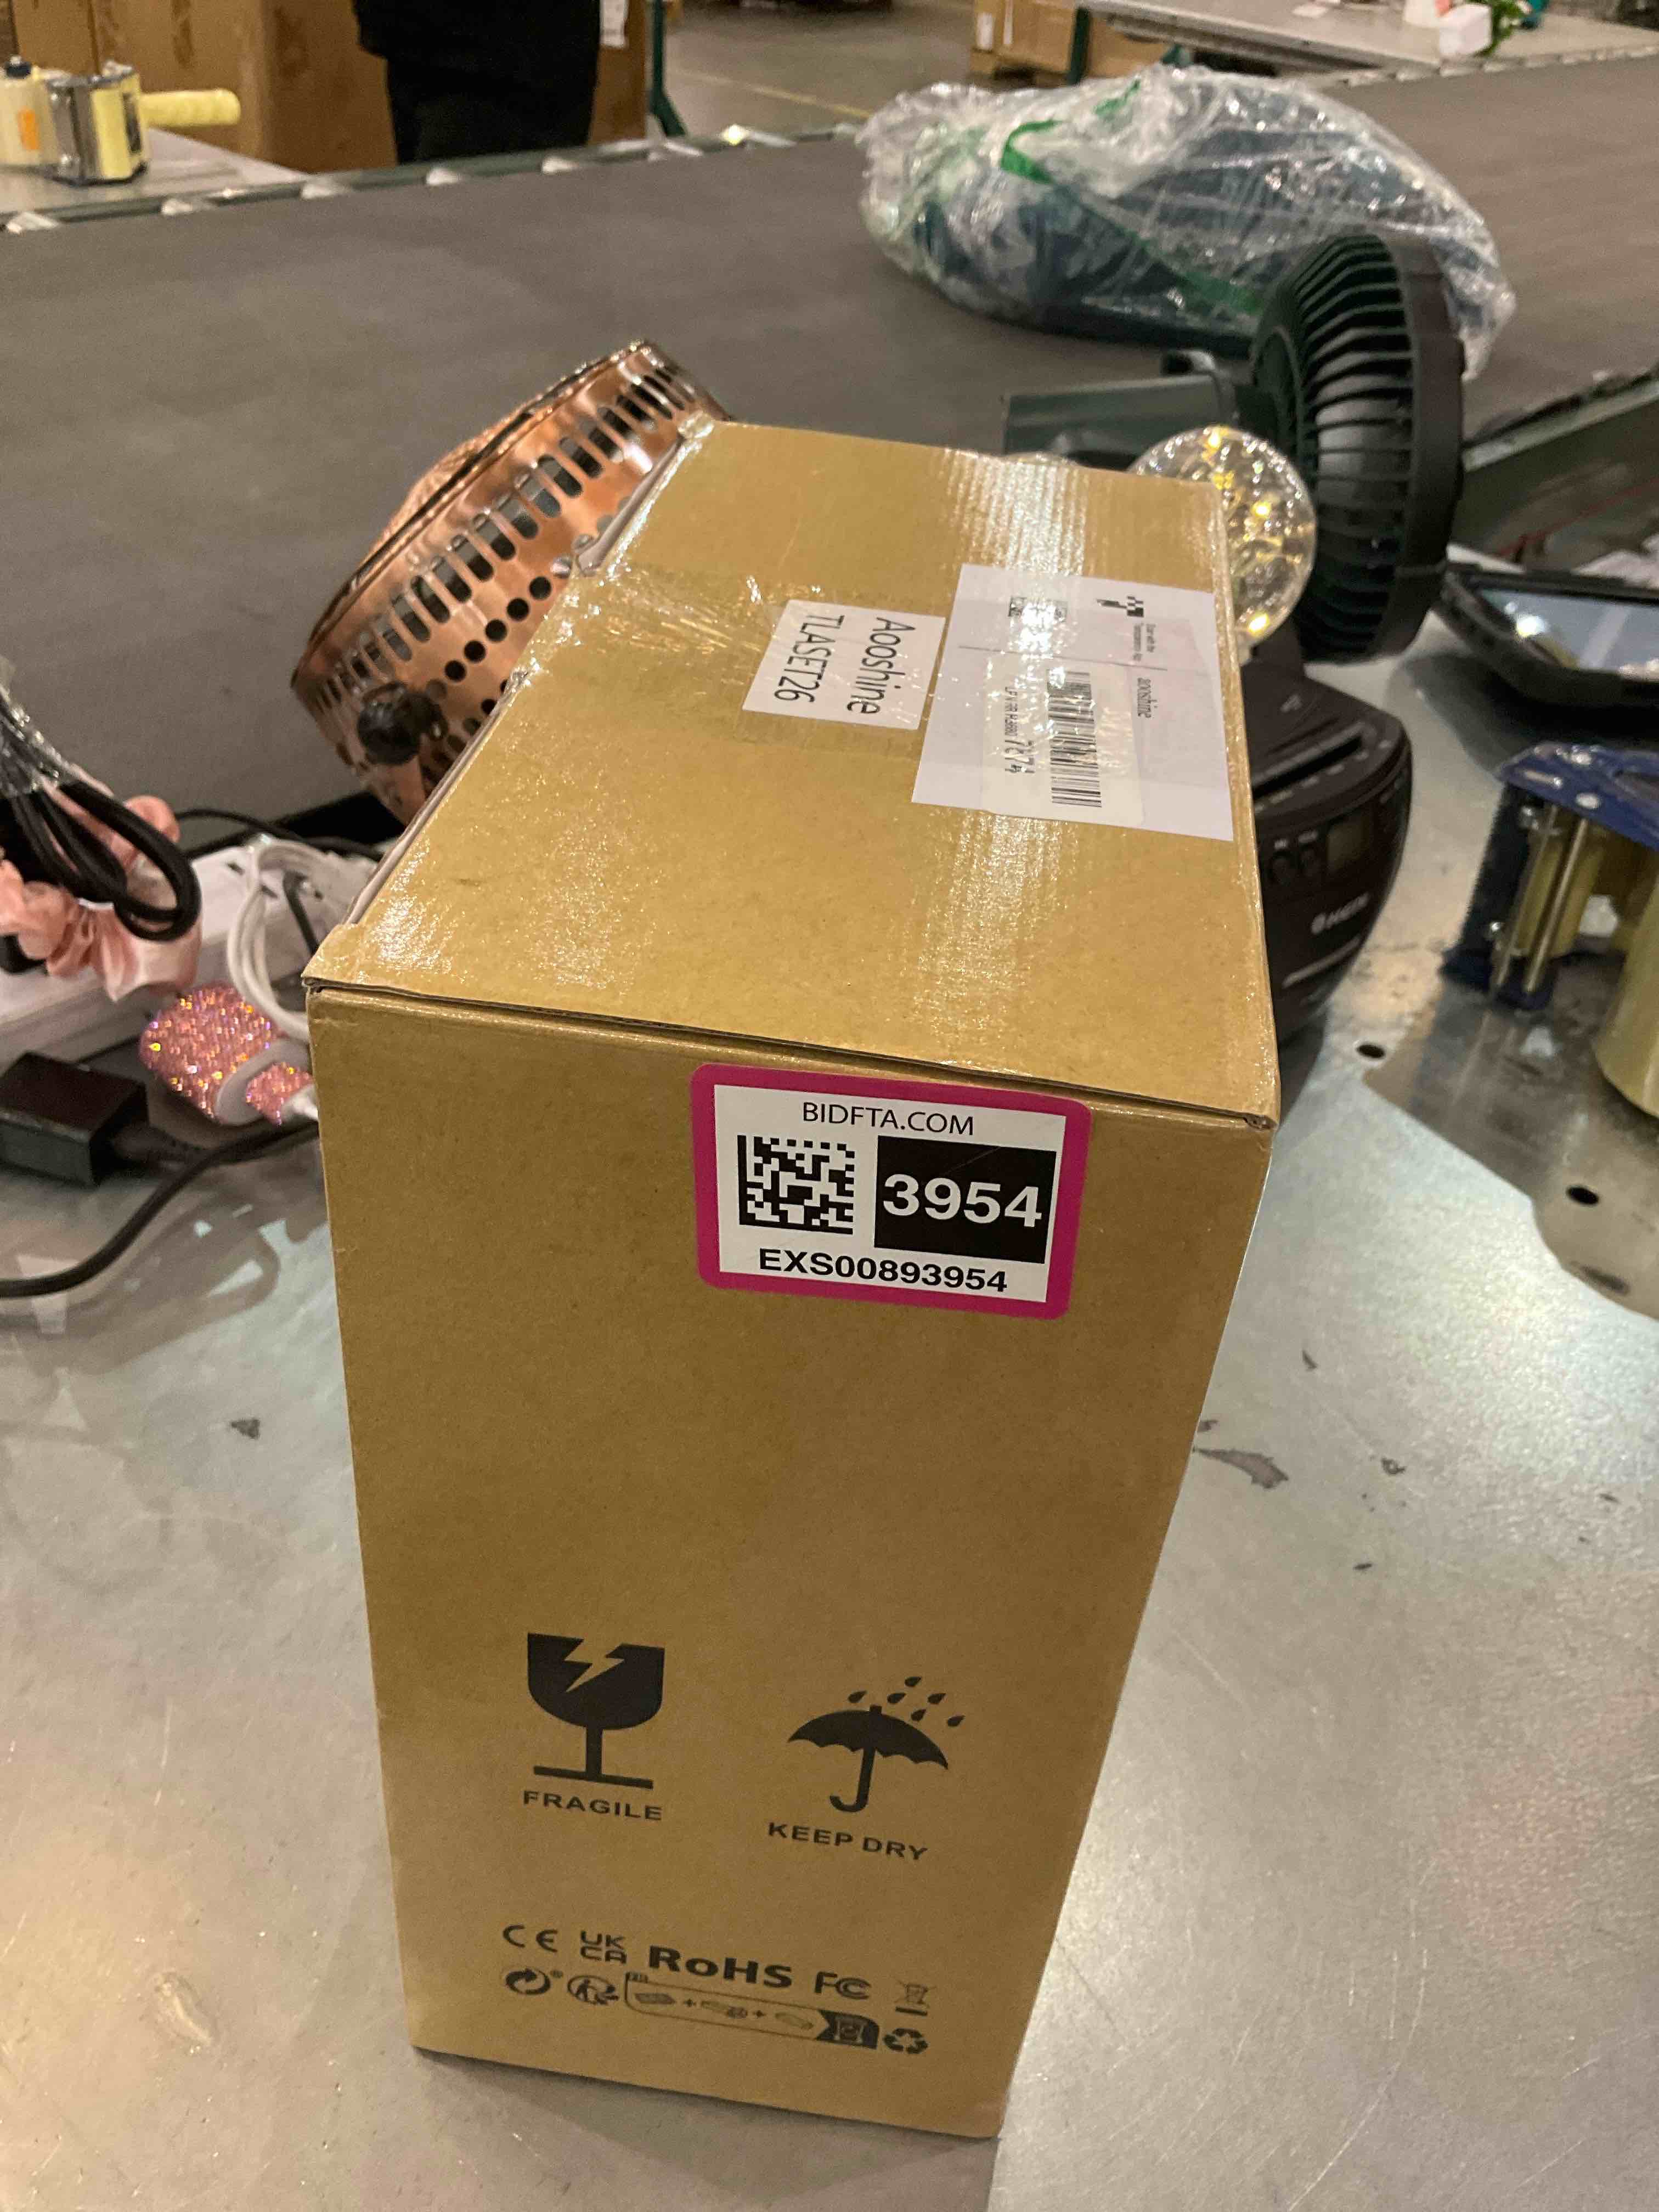 Aooshine
TLASET26
aooshine
BIDFTA.COM
3954
EXS00893954
FRAGILE
KEEP DRY
CE UK CA RoHS FC